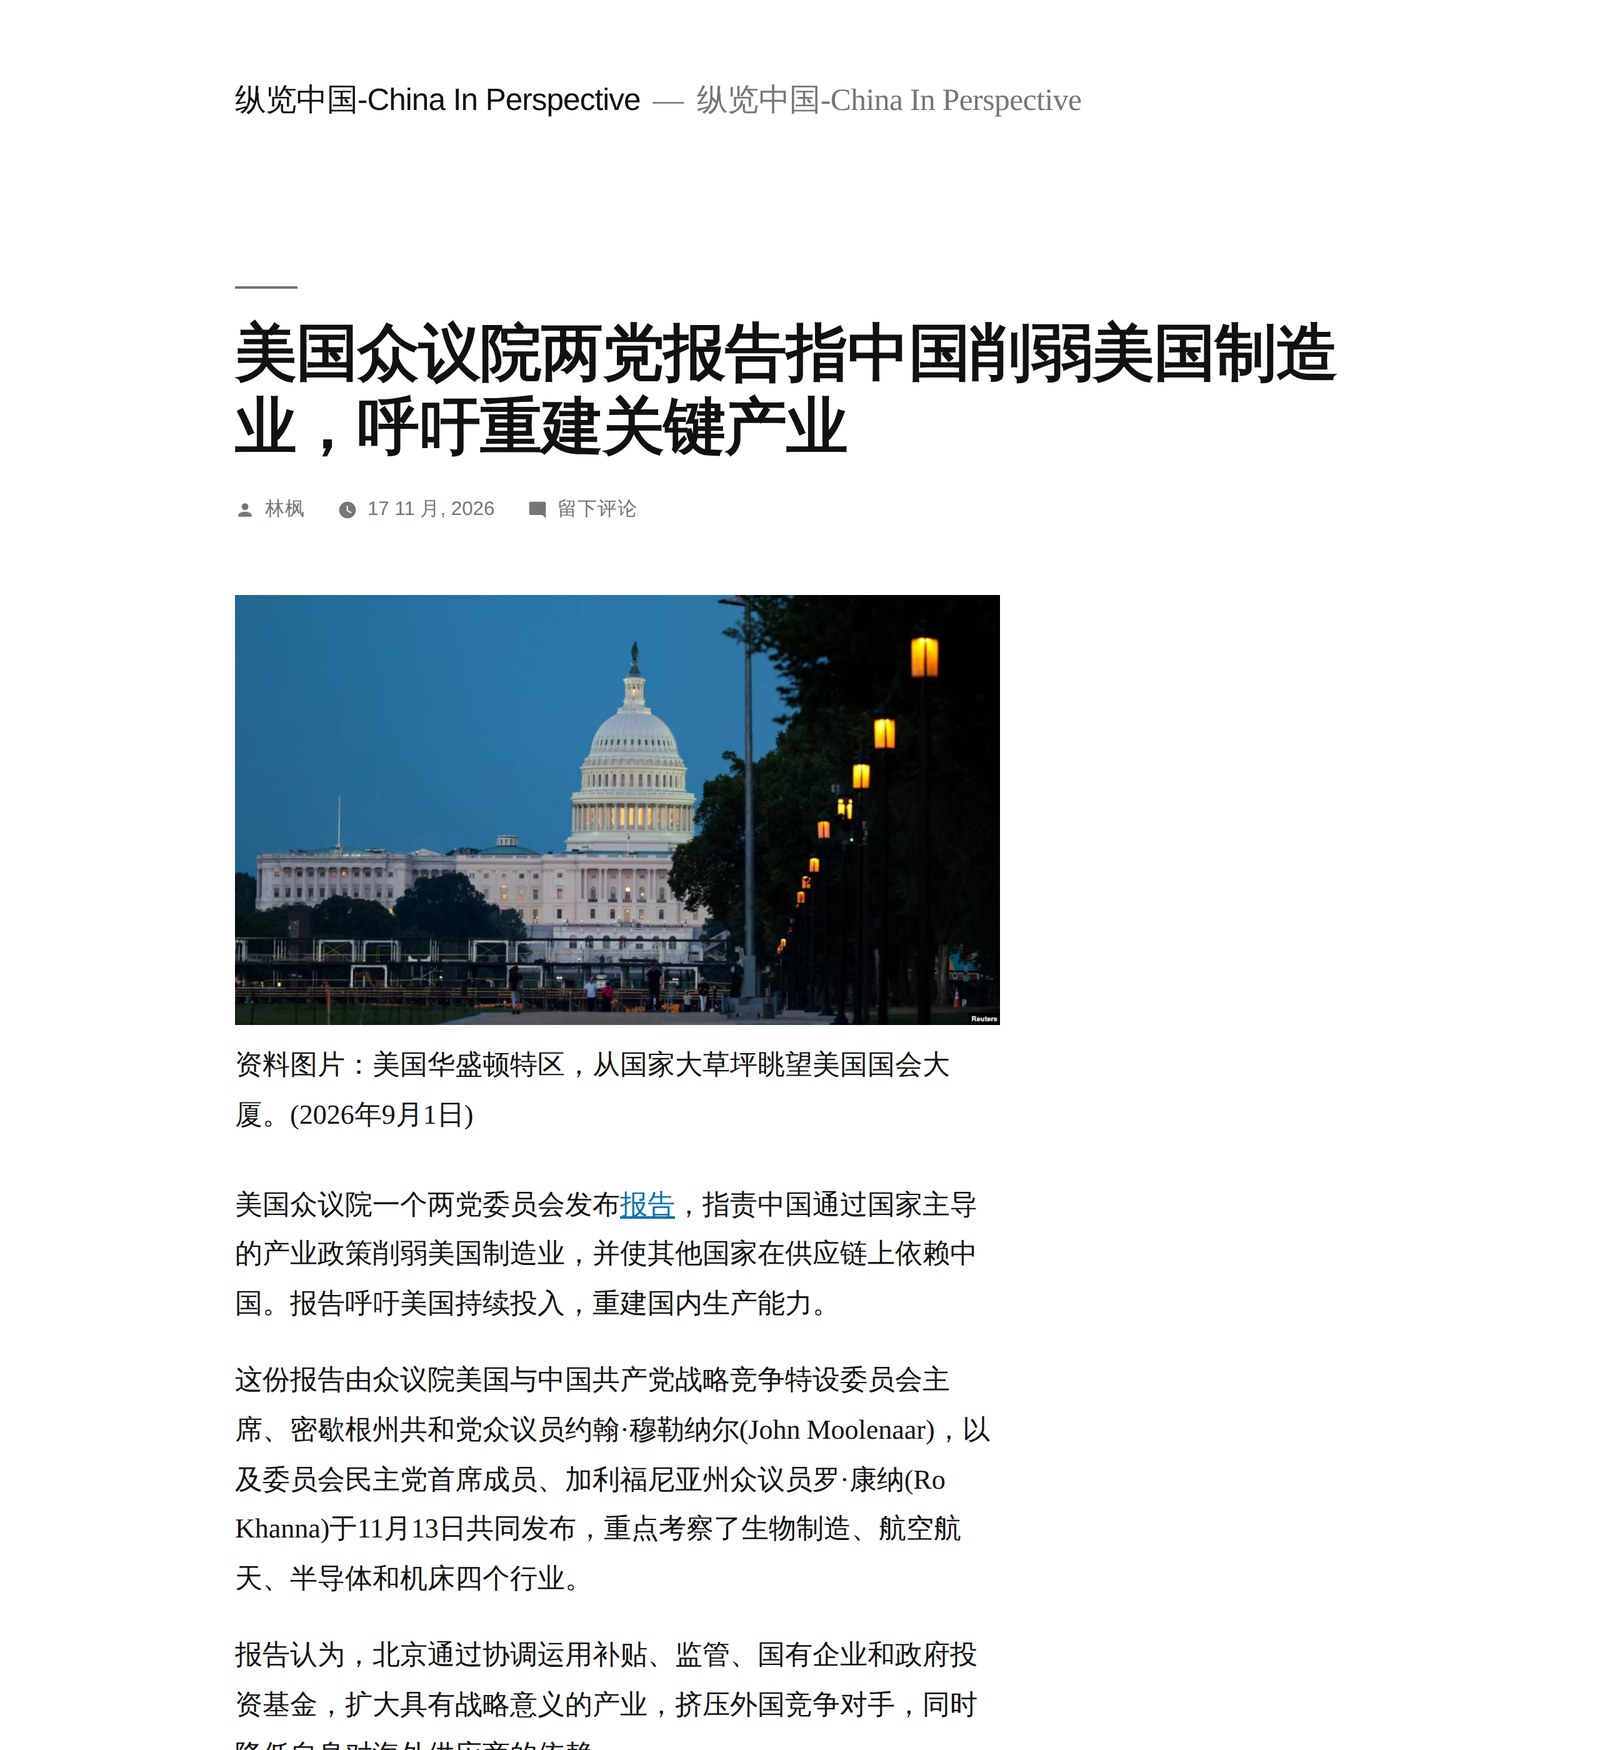 纵览中国-China In Perspective — 纵览中国-China In Perspective
美国众议院两党报告指中国削弱美国制造
业，呼吁重建关键产业
林枫 17 11 月, 2026 留下评论
Reuters
资料图片：美国华盛顿特区，从国家大草坪眺望美国国会大
厦。(2026年9月1日)
美国众议院一个两党委员会发布报告，指责中国通过国家主导
的产业政策削弱美国制造业，并使其他国家在供应链上依赖中
国。报告呼吁美国持续投入，重建国内生产能力。
这份报告由众议院美国与中国共产党战略竞争特设委员会主
席、密歇根州共和党众议员约翰·穆勒纳尔(John Moolenaar)，以
及委员会民主党首席成员、加利福尼亚州众议员罗·康纳(Ro
Khanna)于11月13日共同发布，重点考察了生物制造、航空航
天、半导体和机床四个行业。
报告认为，北京通过协调运用补贴、监管、国有企业和政府投
资基金，扩大具有战略意义的产业，挤压外国竞争对手，同时
降低自身对海外供应商的依赖